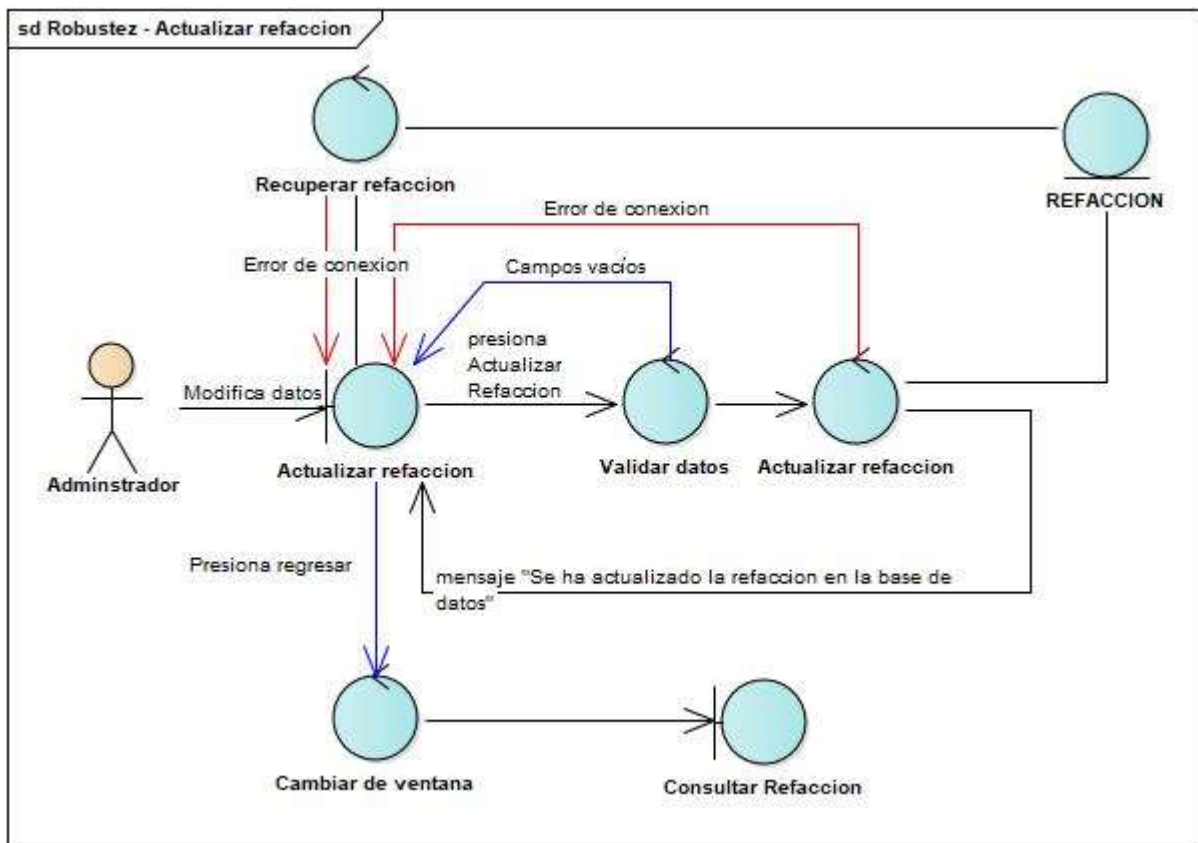 sd Robustez - Actualizar refaccion
Recuperar refaccion
REFACCION
Error de conexion
Error de conexion
Campos vacíos
presiona
Actualizar
Refaccion
Modifica datos
Adminstrador
Actualizar refaccion
Validar datos
Actualizar refaccion
Presiona regresar
mensaje "Se ha actualizado la refaccion en la base de
datos"
Cambiar de ventana
Consultar Refaccion